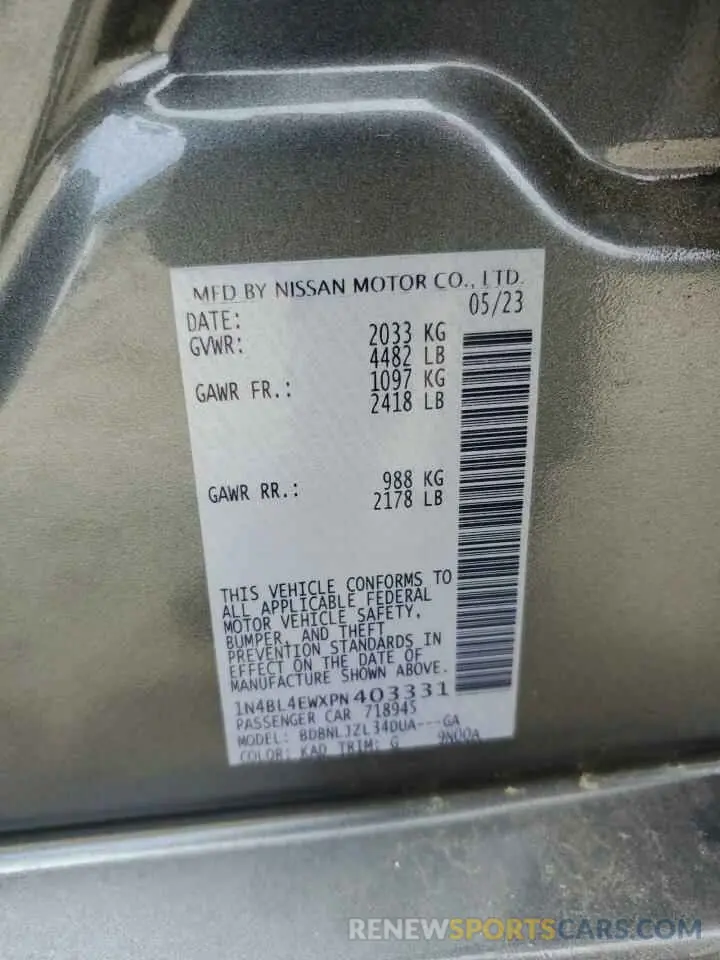 MFD BY NISSAN MOTOR CO., LTD.
DATE: 05/23
GVWR: 2033 KG
4482 LB
GAWR FR.: 1097 KG
2418 LB
GAWR RR.: 988 KG
2178 LB
THIS VEHICLE CONFORMS TO
ALL APPLICABLE FEDERAL
MOTOR VEHICLE SAFETY,
BUMPER, AND THEFT
PREVENTION STANDARDS IN
EFFECT ON THE DATE OF
MANUFACTURE SHOWN ABOVE.
1N4BL4EWXPN403331
PASSENGER CAR 718945
MODEL: BDBNLJZL34DUA---GA
COLOR: KAD TRIM: G 9N00A
RENEWSPORTSCARS.COM